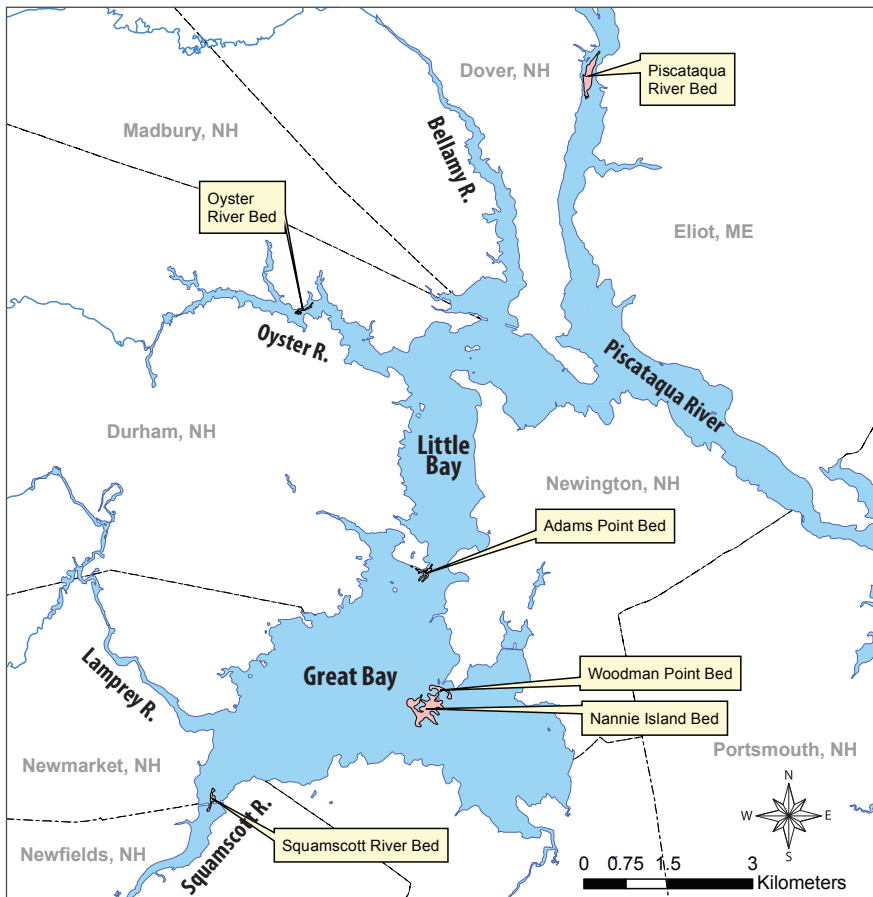 Dover, NH
Piscataqua
River Bed
Madbury, NH
Bellamy R.
Oyster
River Bed
Eliot, ME
Oyster R.
Piscataqua River
Durham, NH
Little
Bay
Newington, NH
Adams Point Bed
Lamprey R.
Great Bay
Woodman Point Bed
Nannie Island Bed
Newmarket, NH
Portsmouth, NH
N
W
E
S
Squamscott R.
Squamscott River Bed
Newfields, NH
0 0.75 1.5 3
Kilometers